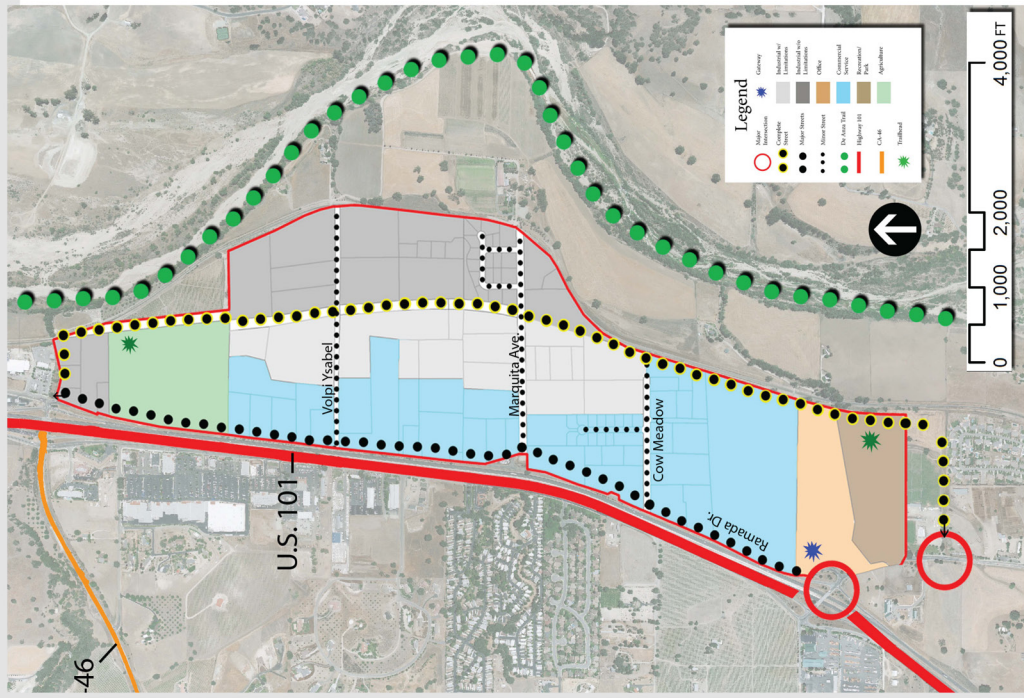 Legend
Major
Intersection
Complete
Street
Major Streets
Minor Street
De Anza Trail
Highway 101
CA-46
Trailhead
Gateway
Industrial w/
Limitations
Industrial w/o
Limitations
Office
Commercial
Service
Recreation/
Park
Agriculture
0
1,000
2,000
4,000 FT
Volpi Ysabel
Marquita Ave.
Cow Meadow
Ramada Dr.
U.S. 101
-46